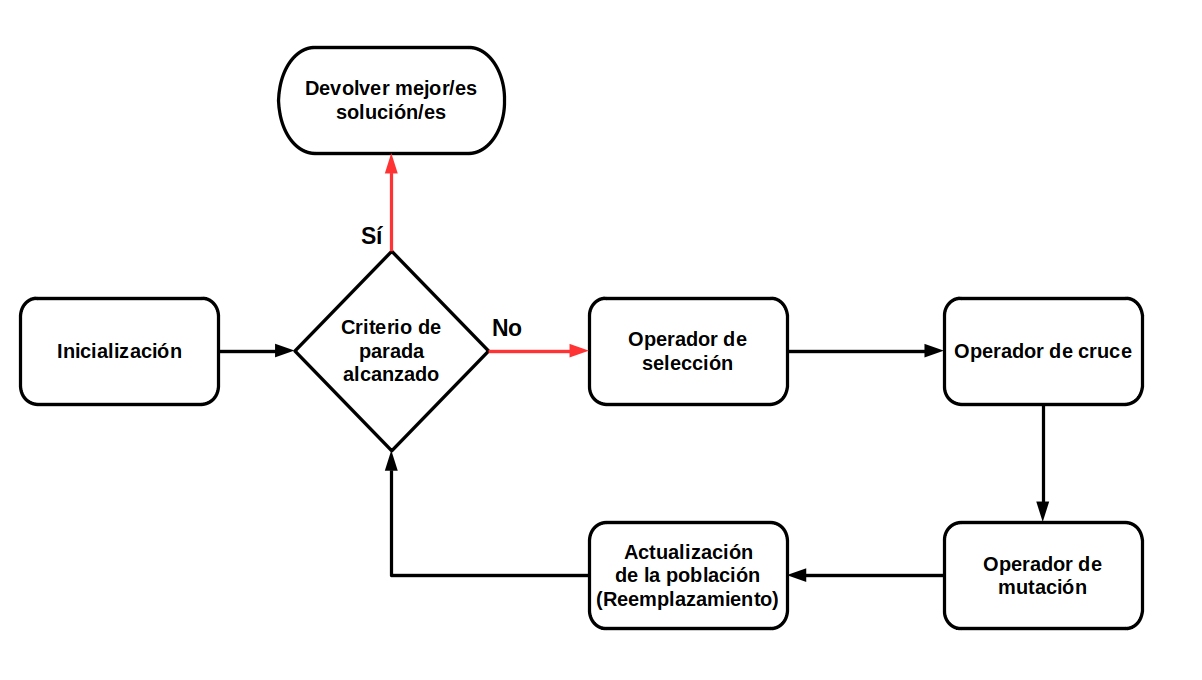 Devolver mejor/es
solución/es
Sí
Inicialización
Criterio de
parada
alcanzado
No
Operador de
selección
Operador de cruce
Operador de
mutación
Actualización
de la población
(Reemplazamiento)